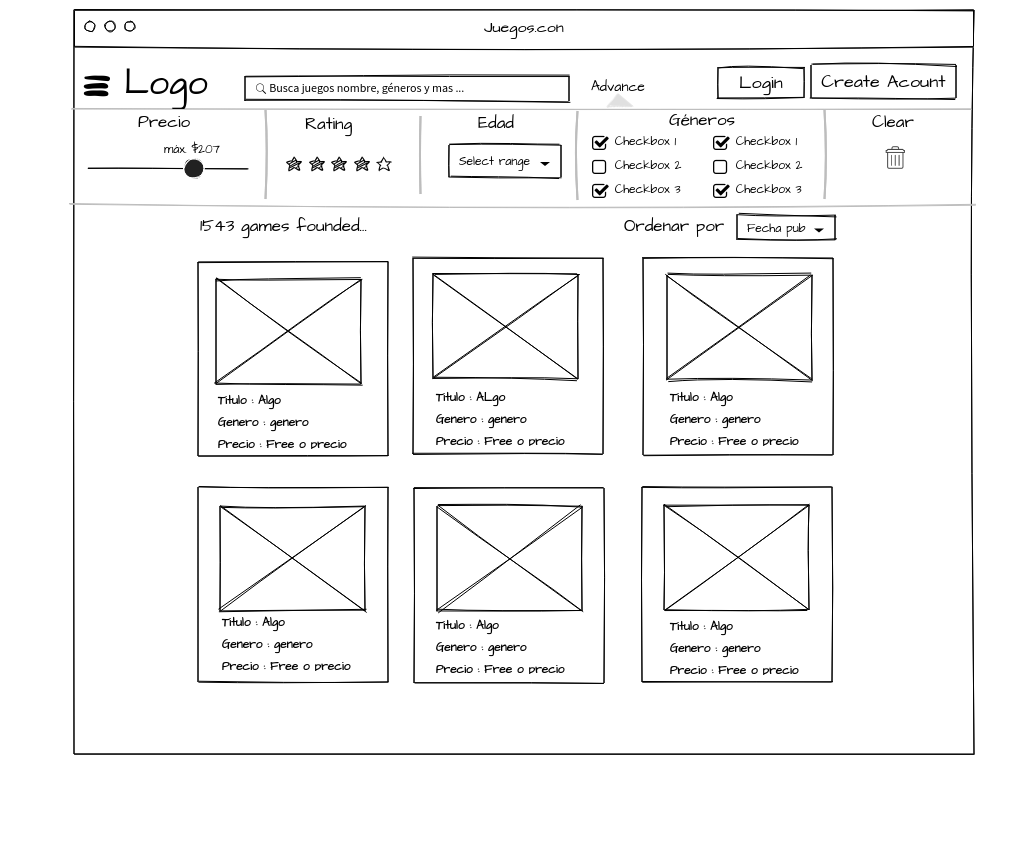 Juegos.con
Logo
Busca juegos nombre, géneros y mas ...
Advance
Login
Create Acount
Precio
máx. $207
Rating
Edad
Select range
Géneros
Checkbox 1 Checkbox 1
Checkbox 2 Checkbox 2
Checkbox 3 Checkbox 3
Clear
1543 games founded...
Ordenar por
Fecha pub
Titulo : Algo
Genero : genero
Precio : Free o precio
Titulo : ALgo
Genero : genero
Precio : Free o precio
Titulo : Algo
Genero : genero
Precio : Free o precio
Titulo : Algo
Genero : genero
Precio : Free o precio
Titulo : Algo
Genero : genero
Precio : Free o precio
Titulo : Algo
Genero : genero
Precio : Free o precio